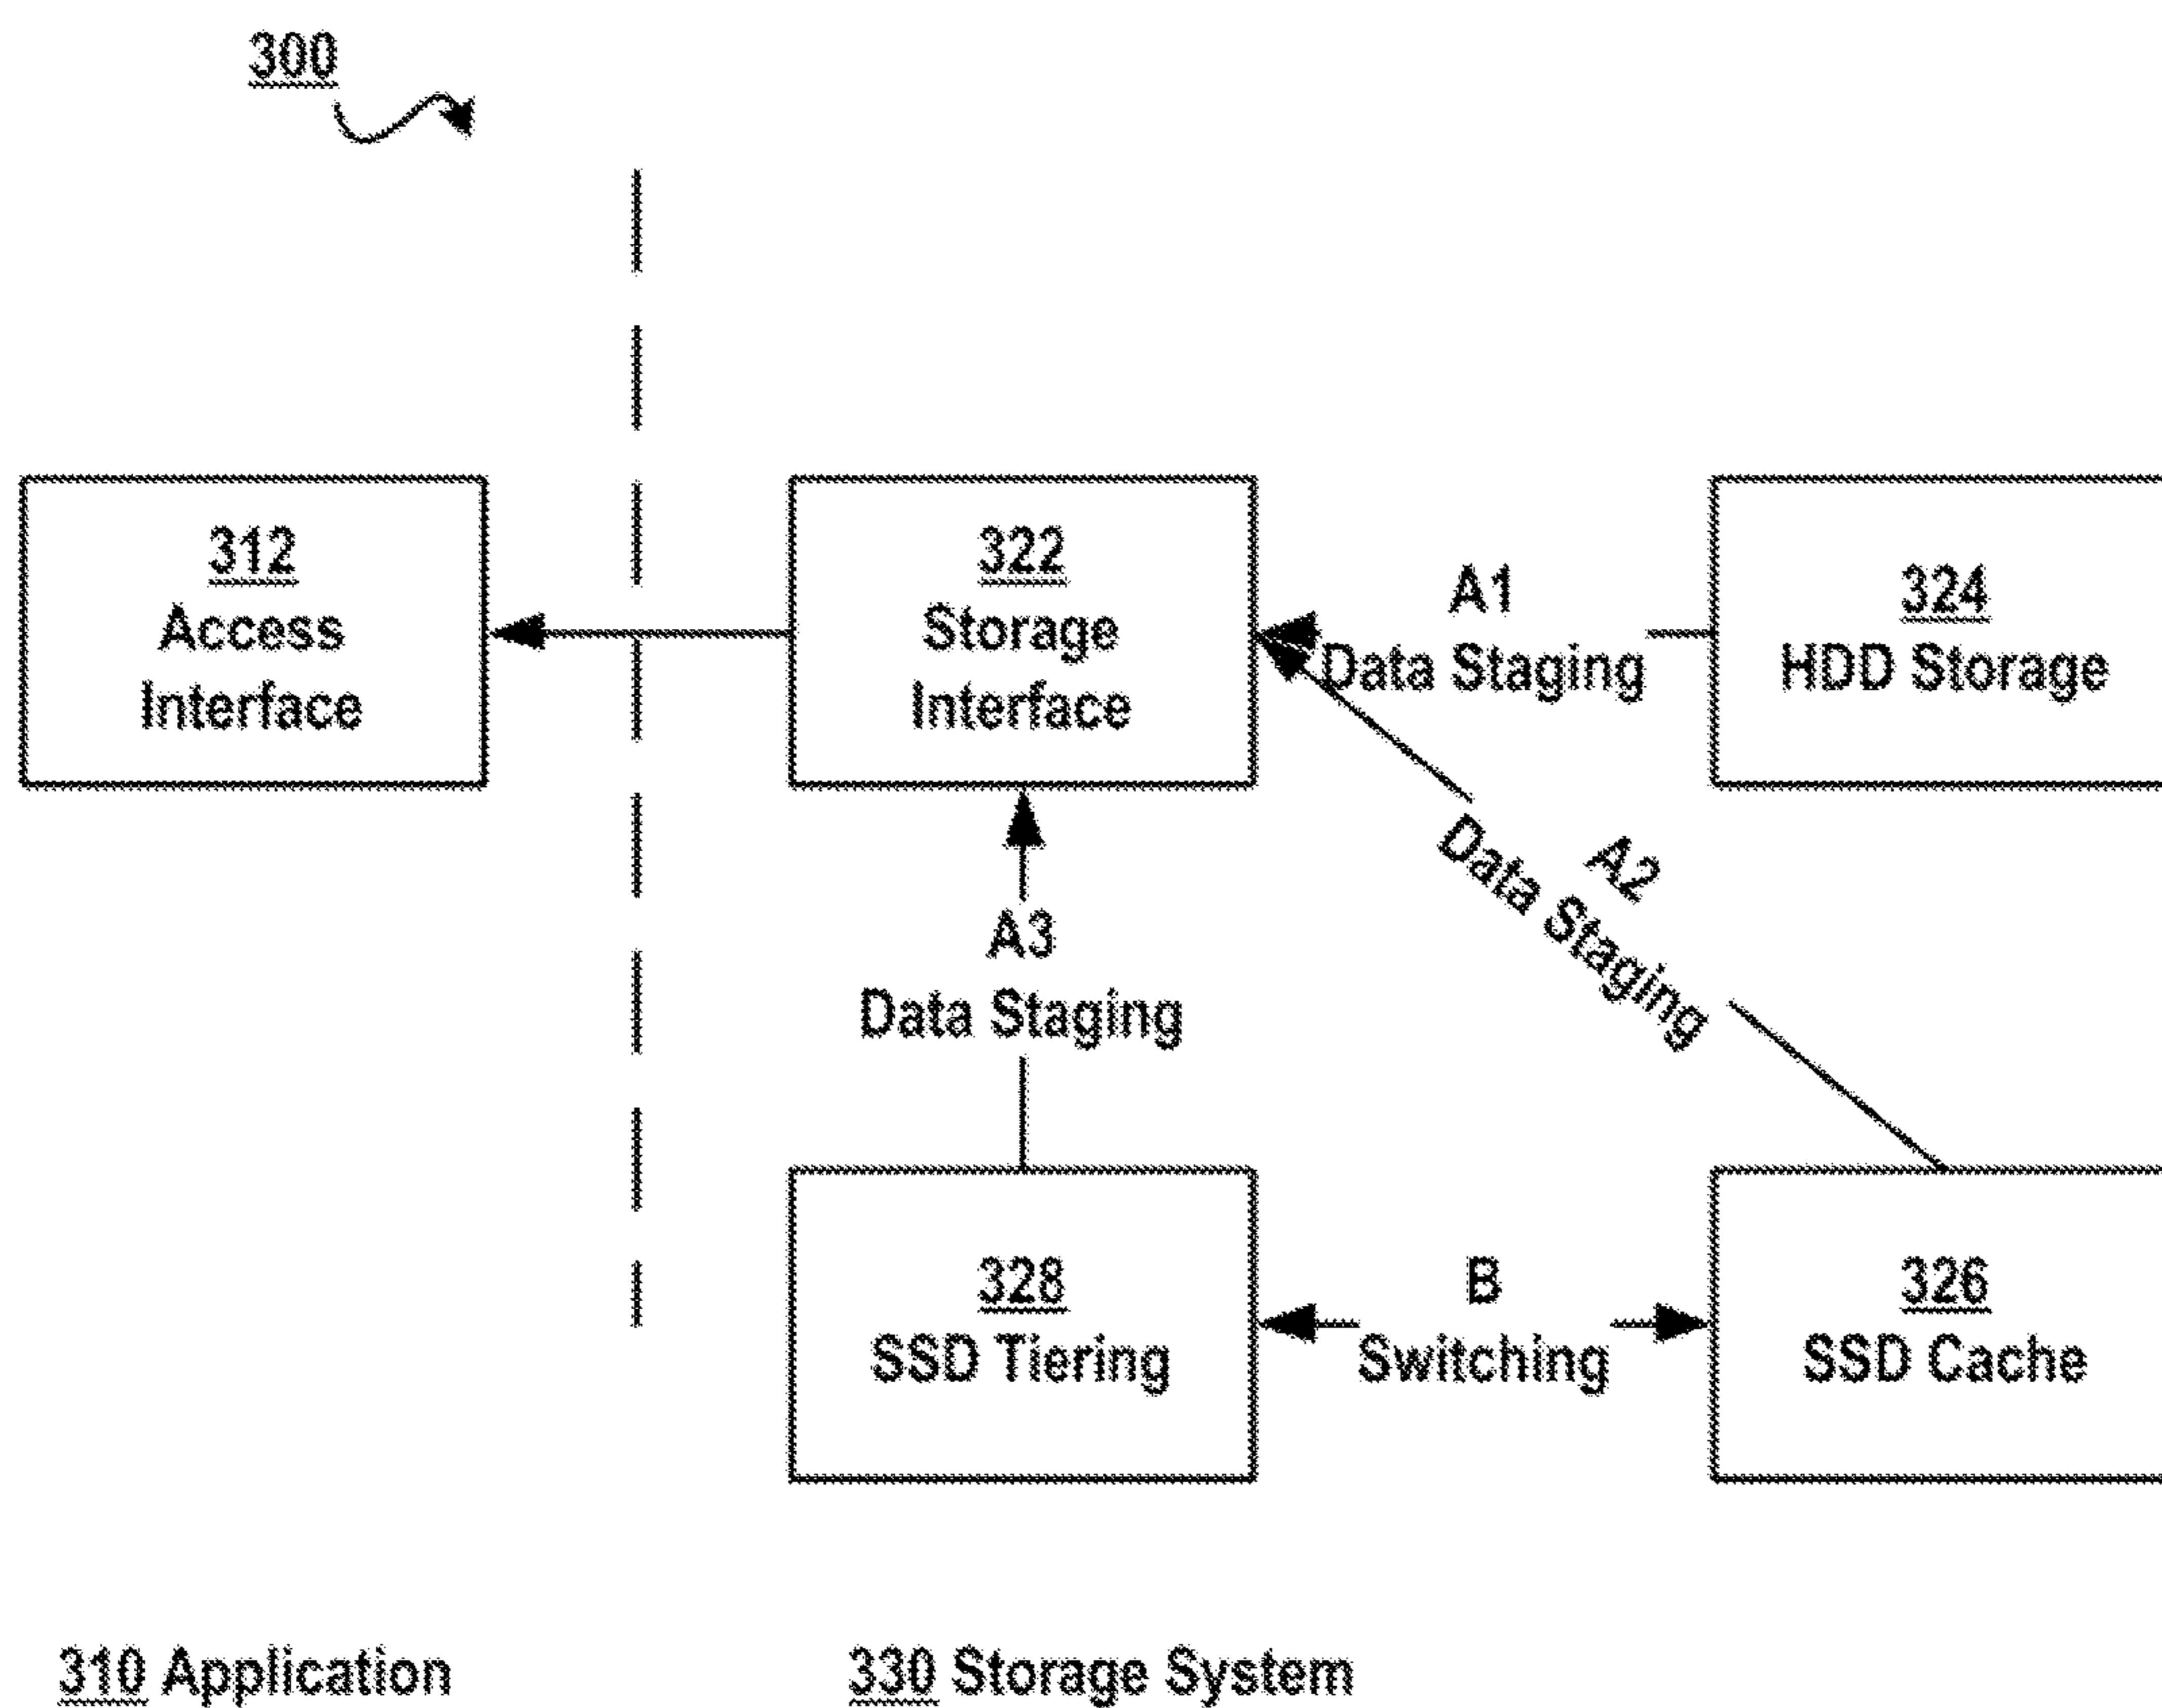 300
312
Access
Interface
322
Storage
Interface
A1
Data Staging
324
HDD Storage
A2
Data Staging
A3
Data Staging
328
SSD Tiering
B
Switching
326
SSD Cache
310 Application
330 Storage System